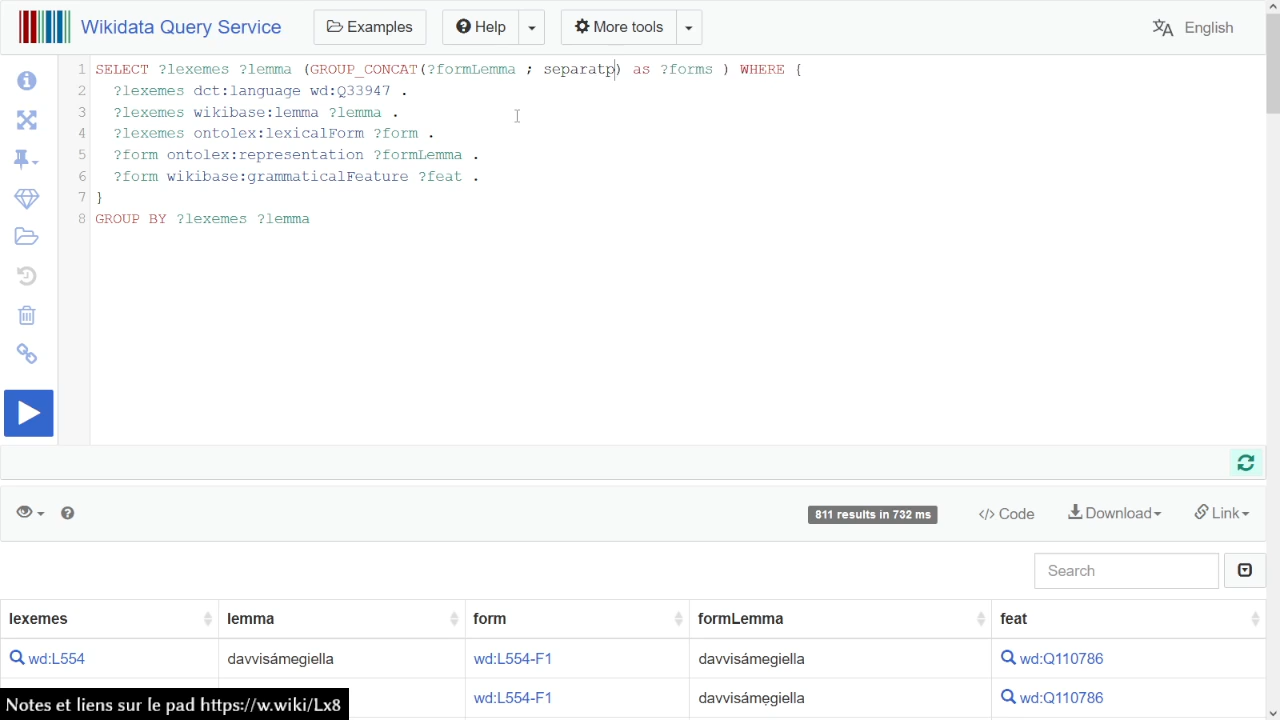 Wikidata Query Service Examples Help More tools English
1 SELECT ?lexemes ?lemma (GROUP_CONCAT(?formLemma ; separatp) as ?forms ) WHERE {
2 ?lexemes dct:language wd:Q33947 .
3 ?lexemes wikibase:lemma ?lemma .
4 ?lexemes ontolex:lexicalForm ?form .
5 ?form ontolex:representation ?formLemma .
6 ?form wikibase:grammaticalFeature ?feat .
7 }
8 GROUP BY ?lexemes ?lemma
811 results in 732 ms </> Code Download Link
Search
lexemes lemma form formLemma feat
wd:L554 davvisámegiella wd:L554-F1 davvisámegiella wd:Q110786
wd:L554-F1 davvisámegiella wd:Q110786
Notes et liens sur le pad https://w.wiki/Lx8